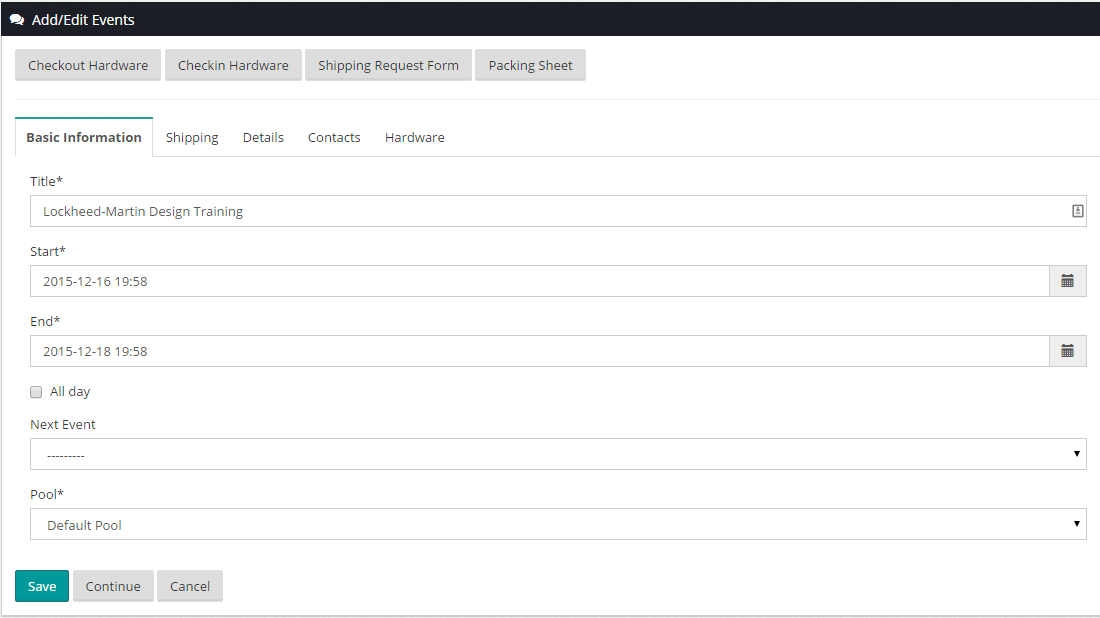 Add/Edit Events
Checkout Hardware Checkin Hardware Shipping Request Form Packing Sheet
Basic Information Shipping Details Contacts Hardware
Title*
Lockheed-Martin Design Training
Start*
2015-12-16 19:58
End*
2015-12-18 19:58
All day
Next Event
---------
Pool*
Default Pool
Save Continue Cancel